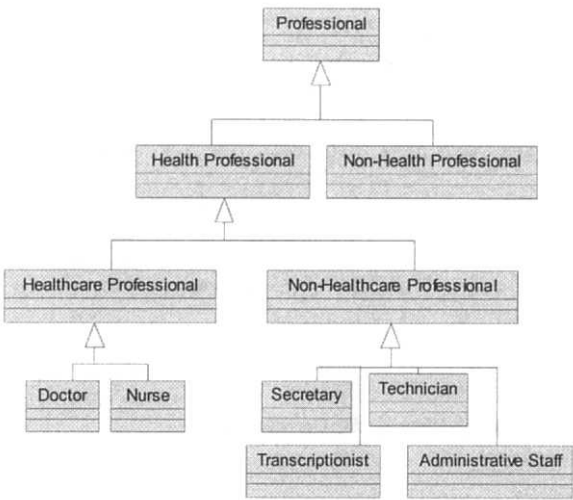 Professional
Health Professional
Non-Health Professional
Healthcare Professional
Non-Healthcare Professional
Doctor
Nurse
Secretary
Technician
Transcriptionist
Administrative Staff